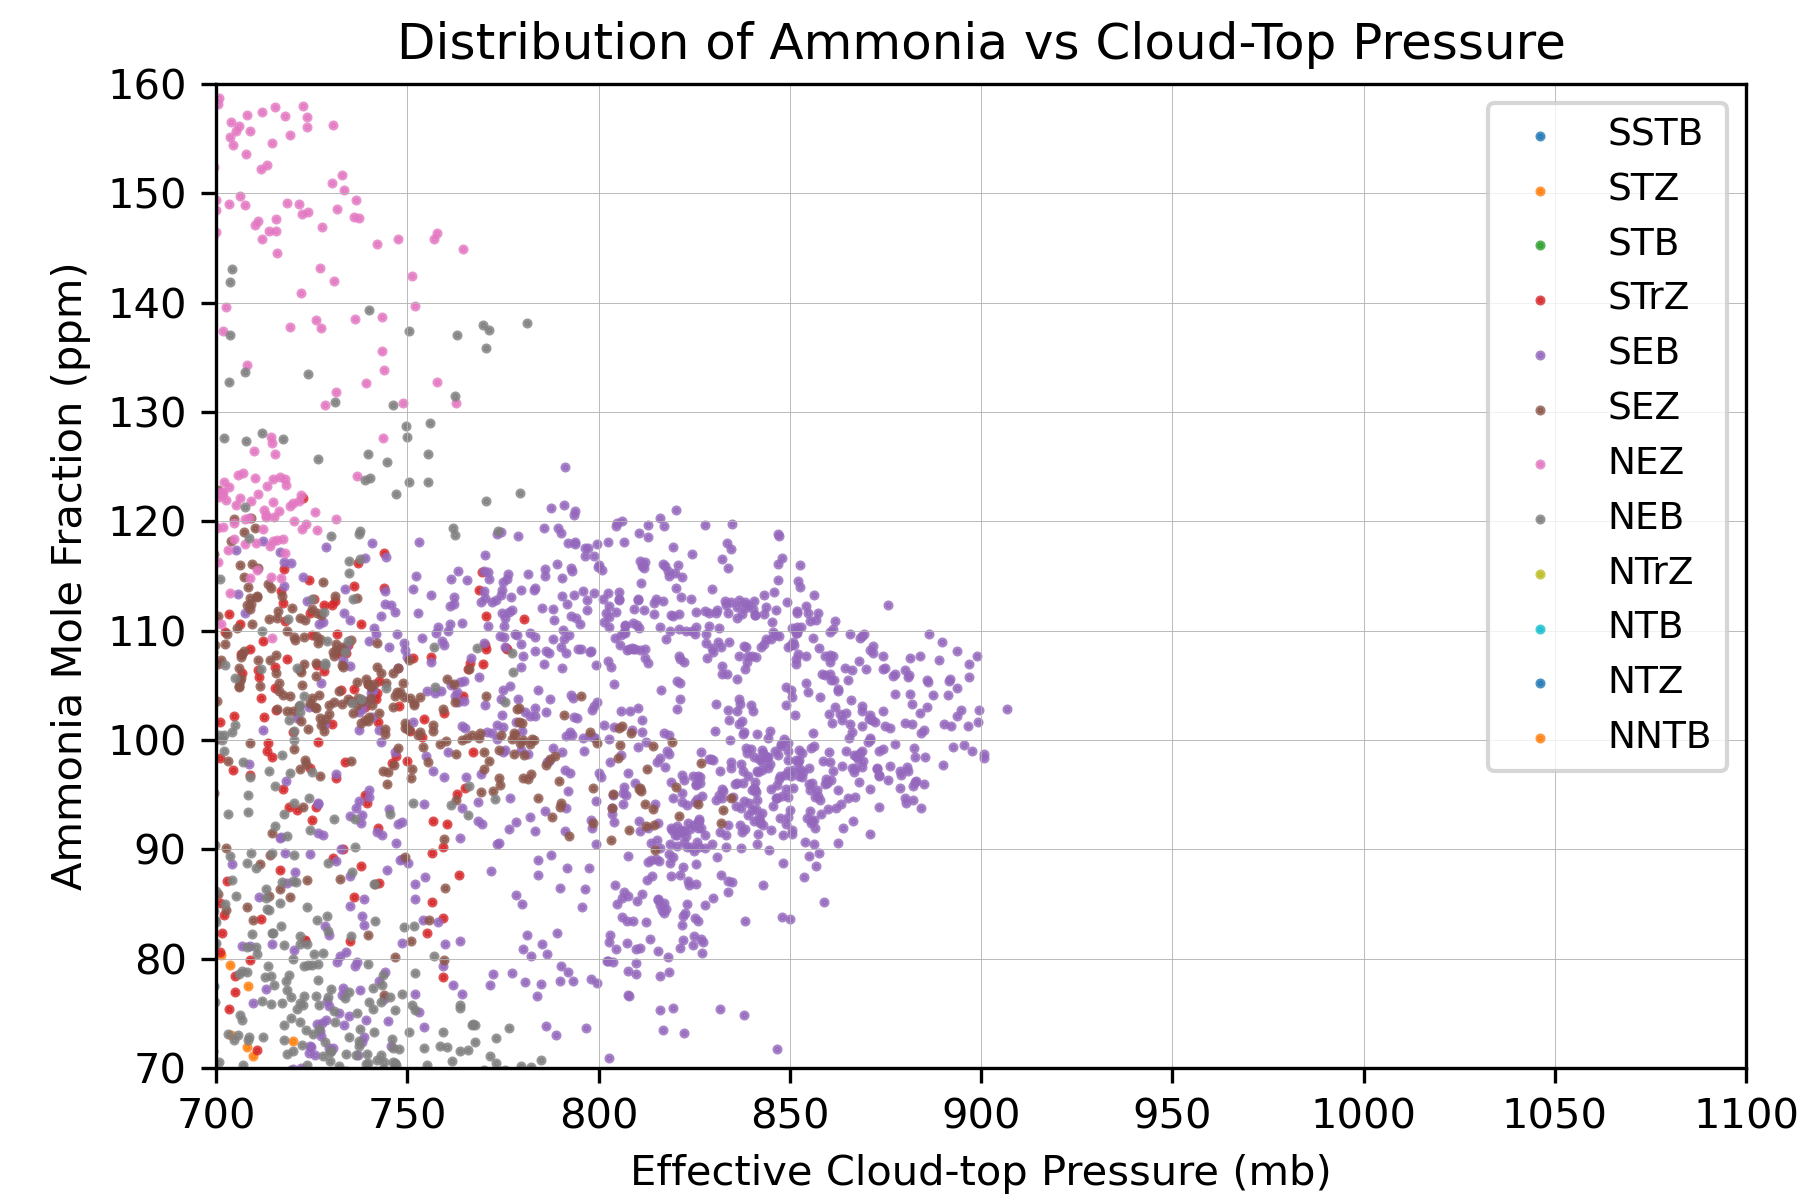 Distribution of Ammonia vs Cloud-Top Pressure
160
150
140
130
120
110
100
90
80
70
Ammonia Mole Fraction (ppm)
SSTB
STZ
STB
STrZ
SEB
SEZ
NEZ
NEB
NTrZ
NTB
NTZ
NNTB
700 750 800 850 900 950 1000 1050 1100
Effective Cloud-top Pressure (mb)